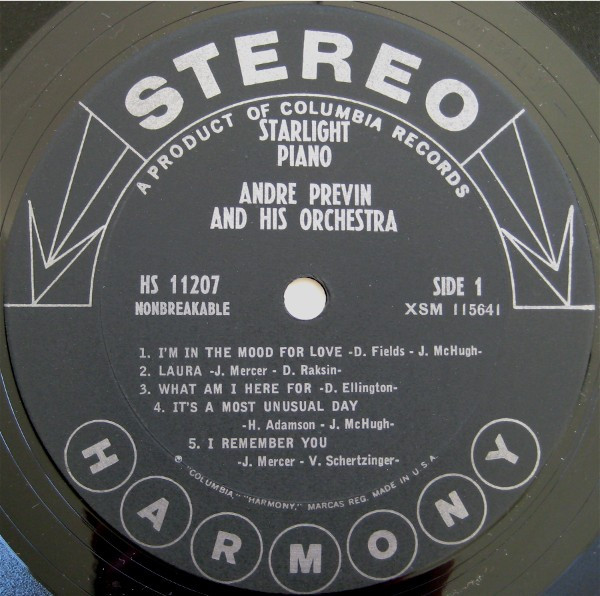 STEREO
A PRODUCT OF COLUMBIA RECORDS
STARLIGHT
PIANO
ANDRE PREVIN
AND HIS ORCHESTRA
HS 11207
NONBREAKABLE
SIDE 1
XSM 115641
1. I'M IN THE MOOD FOR LOVE -D. Fields - J. McHugh-
2. LAURA -J. Mercer - D. Raksin-
3. WHAT AM I HERE FOR -D. Ellington-
4. IT'S A MOST UNUSUAL DAY
-H. Adamson - J. McHugh-
5. I REMEMBER YOU
-J. Mercer - V. Schertzinger-
℗ "COLUMBIA," "HARMONY," MARCAS REG. MADE IN U.S.A.
HARMONY